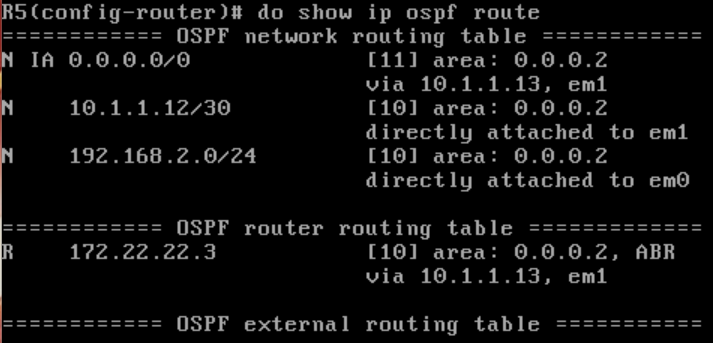 R5(config-router)# do show ip ospf route
============ OSPF network routing table ============
N IA 0.0.0.0/0 [11] area: 0.0.0.2
via 10.1.1.13, em1
N 10.1.1.12/30 [10] area: 0.0.0.2
directly attached to em1
N 192.168.2.0/24 [10] area: 0.0.0.2
directly attached to em0
============ OSPF router routing table =============
R 172.22.22.3 [10] area: 0.0.0.2, ABR
via 10.1.1.13, em1
============ OSPF external routing table ===========